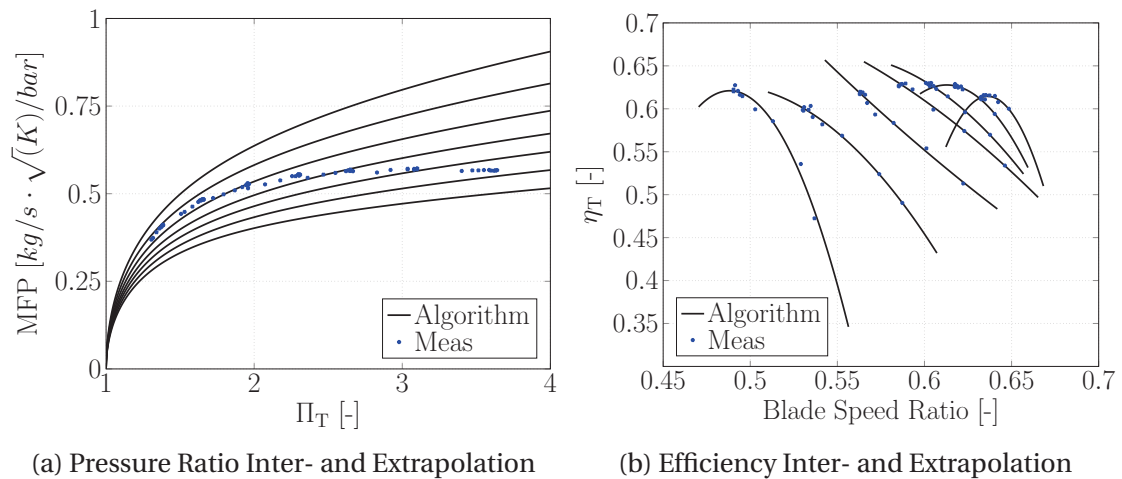 1
0.75
0.5
0.25
0
1
2
3
4
MFP [kg/s · √(K)/bar]
Π_T [-]
Algorithm
Meas
0.7
0.65
0.6
0.55
0.5
0.45
0.4
0.35
0.45
0.5
0.55
0.6
0.65
0.7
η_T [-]
Blade Speed Ratio [-]
Algorithm
Meas
(a) Pressure Ratio Inter- and Extrapolation
(b) Efficiency Inter- and Extrapolation